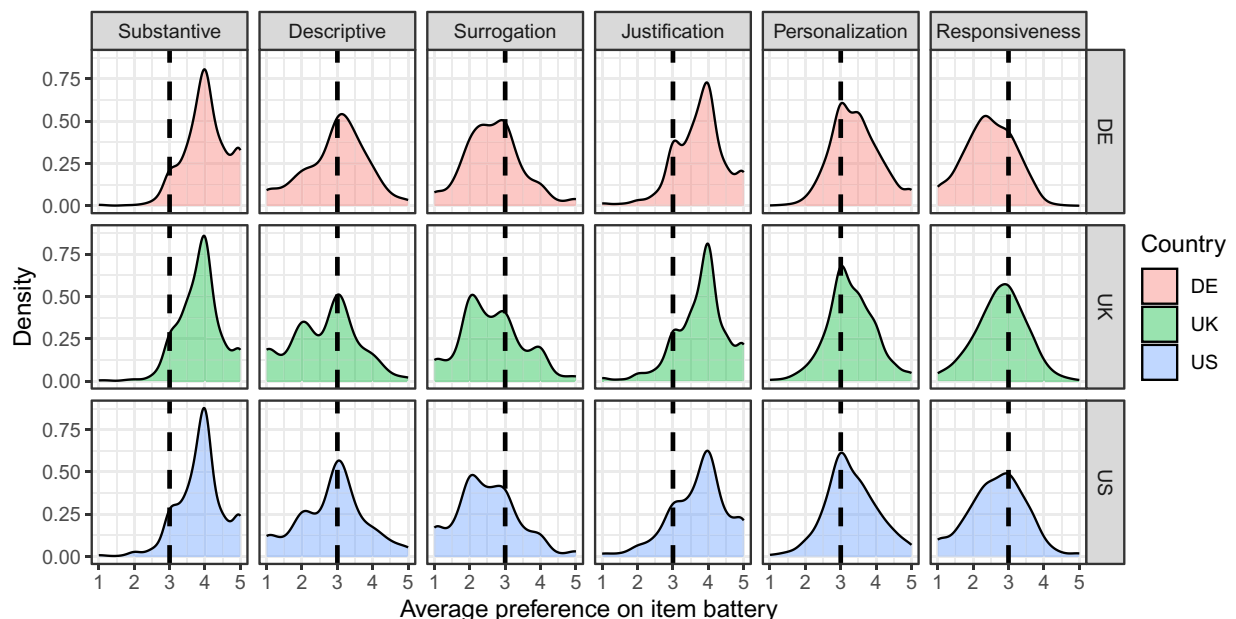 Substantive Descriptive Surrogation Justification Personalization Responsiveness
0.75
0.50
0.25
0.00
DE
0.75
0.50
0.25
0.00
UK
0.75
0.50
0.25
0.00
US
Density
1 2 3 4 5 1 2 3 4 5 1 2 3 4 5 1 2 3 4 5 1 2 3 4 5 1 2 3 4 5
Average preference on item battery
Country
DE
UK
US